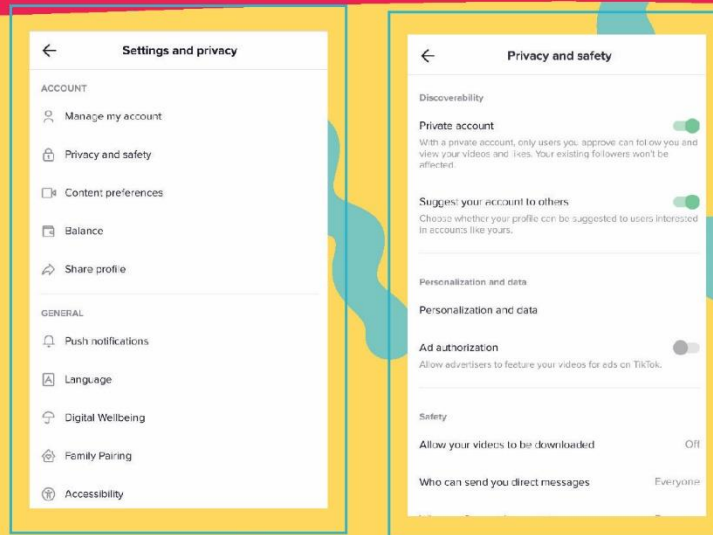 Settings and privacy
ACCOUNT
Manage my account
Privacy and safety
Content preferences
Balance
Share profile
GENERAL
Push notifications
Language
Digital Wellbeing
Family Pairing
Accessibility
Privacy and safety
Discoverability
Private account
With a private account, only users you approve can follow you and
view your videos and likes. Your existing followers won't be
affected.
Suggest your account to others
Choose whether your profile can be suggested to users interested
in accounts like yours.
Personalization and data
Personalization and data
Ad authorization
Allow advertisers to feature your videos for ads on TikTok.
Safety
Allow your videos to be downloaded Off
Who can send you direct messages Everyone